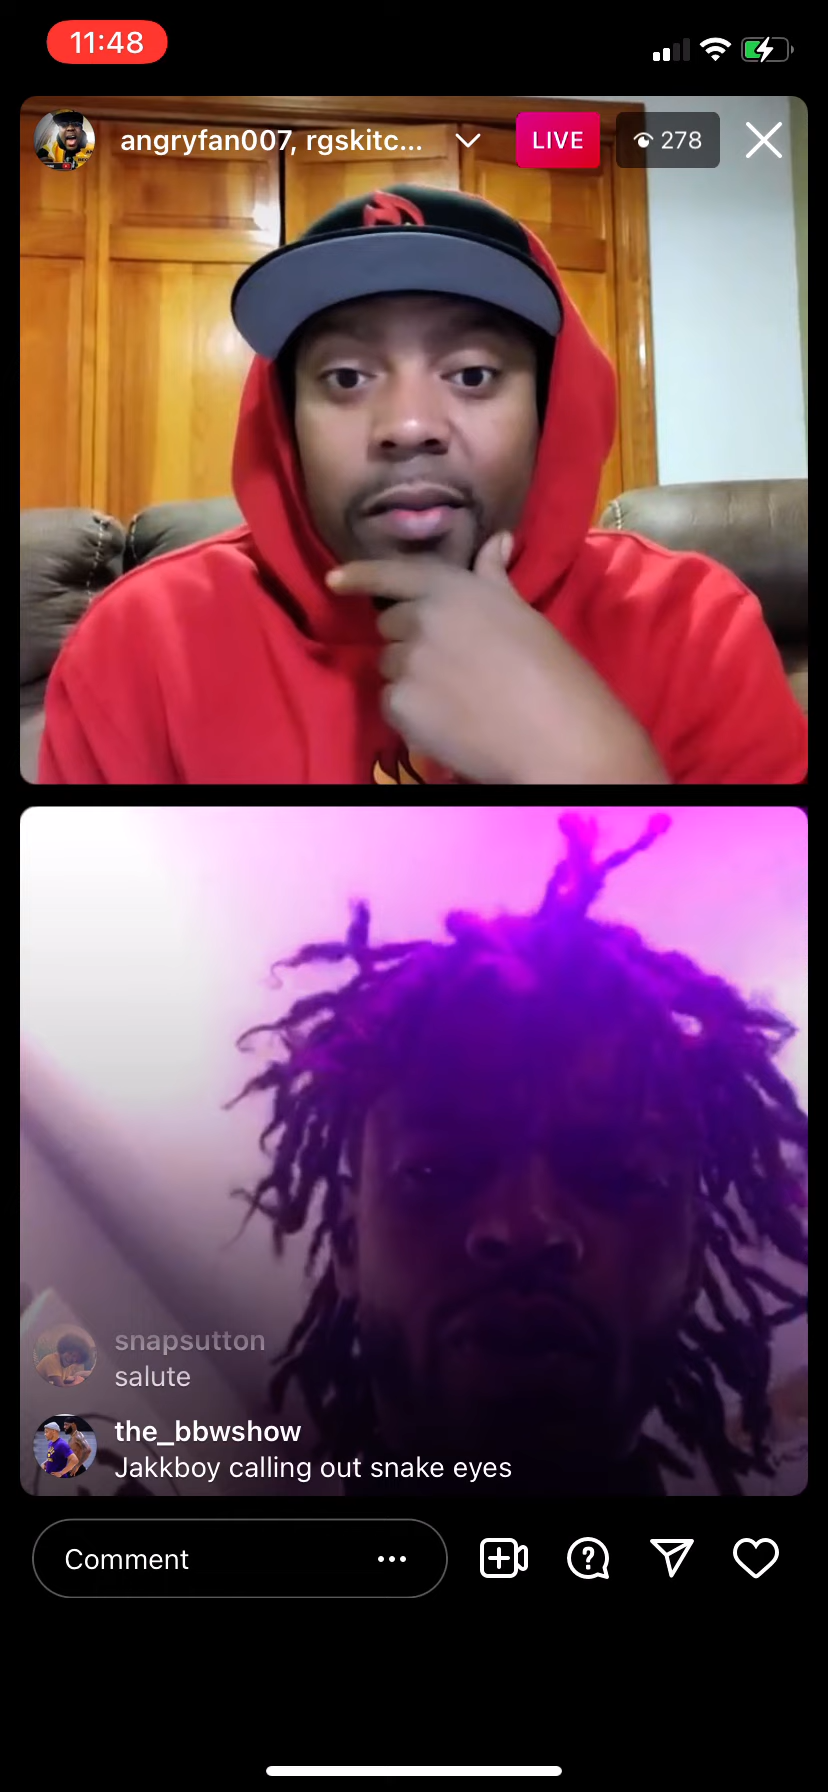 11:48
angryfan007, rgskitc...
LIVE
278
snapsutton
salute
the_bbwshow
Jakkboy calling out snake eyes
Comment